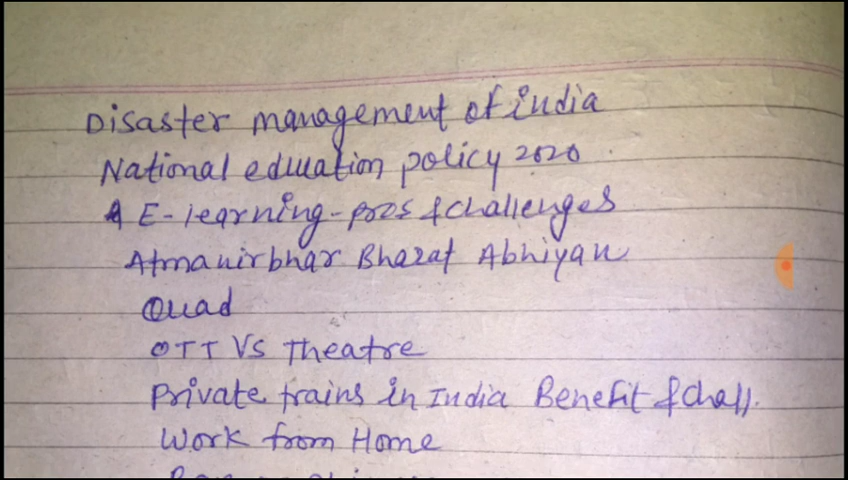 Disaster management of india
National education policy 2020
E-learning-pros & challenges
Atmanirbhar Bharat Abhiyan
Quad
OTT VS Theatre
Private trains in India Benefit & chall.
Work from Home